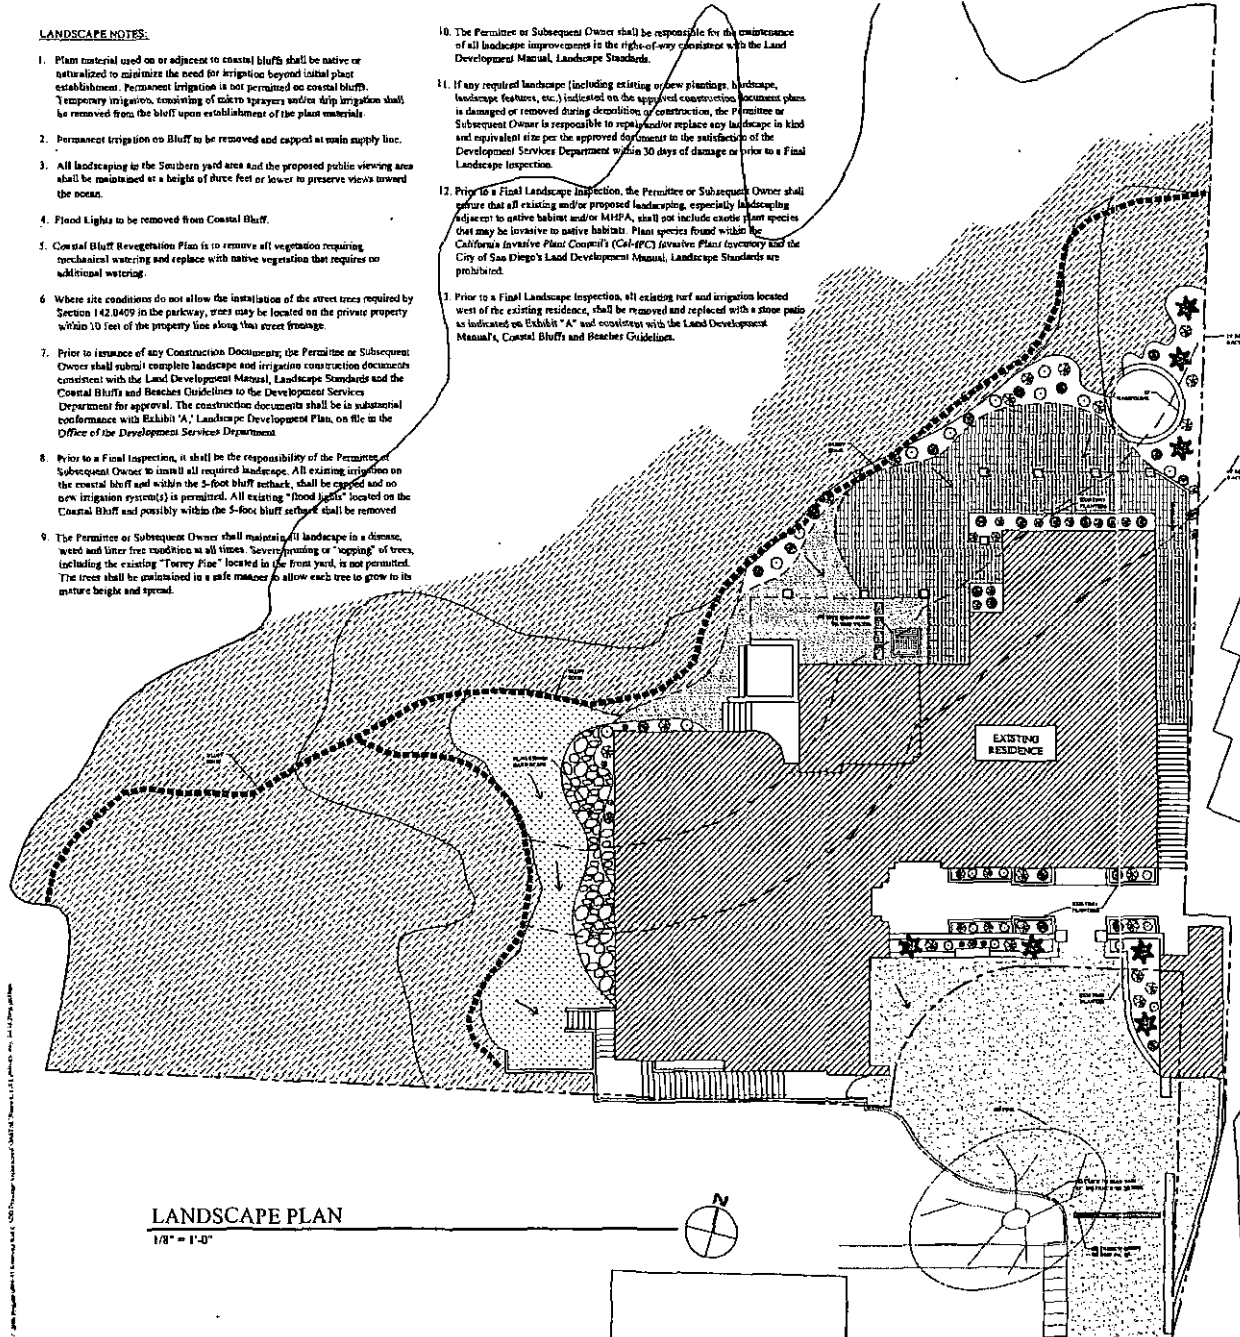 LANDSCAPE NOTES:
1. Plant material used on or adjacent to coastal bluffs shall be native or
naturalized to minimize the need for irrigation beyond initial plant
establishment. Permanent irrigation is not permitted on coastal bluffs.
Temporary irrigation, consisting of micro sprayers and/or drip irrigation shall
be removed from the bluff upon establishment of the plant materials.
2. Permanent irrigation on Bluff to be removed and capped at main supply line.
3. All landscaping in the Southern yard area and the proposed public viewing area
shall be maintained at a height of three feet or lower to preserve views toward
the ocean.
4. Flood Lights to be removed from Coastal Bluff.
5. Coastal Bluff Revegetation Plan is to remove all vegetation requiring
mechanical watering and replace with native vegetation that requires no
additional watering.
6 Where site conditions do not allow the installation of the street trees required by
Section 142.0409 in the parkway, trees may be located on the private property
within 10 feet of the property line along that street frontage.
7. Prior to issuance of any Construction Documents, the Permittee or Subsequent
Owner shall submit complete landscape and irrigation construction documents
consistent with the Land Development Manual, Landscape Standards and the
Coastal Bluffs and Beaches Guidelines to the Development Services
Department for approval. The construction documents shall be in substantial
conformance with Exhibit 'A,' Landscape Development Plan, on file in the
Office of the Development Services Department
8. Prior to a Final Inspection, it shall be the responsibility of the Permittee or
Subsequent Owner to install all required landscape. All existing irrigation on
the coastal bluff and within the 5-foot bluff setback, shall be capped and no
new irrigation system(s) is permitted. All existing "flood lights" located on the
Coastal Bluff and possibly within the 5-foot bluff setback shall be removed
9. The Permittee or Subsequent Owner shall maintain all landscape in a disease,
weed and litter free condition at all times. Severe pruning or "topping" of trees,
including the existing "Torrey Pine" located in the front yard, is not permitted.
The trees shall be maintained in a safe manner to allow each tree to grow to its
mature height and spread.
10. The Permittee or Subsequent Owner shall be responsible for the maintenance
of all landscape improvements in the right-of-way consistent with the Land
Development Manual, Landscape Standards.
11. If any required landscape (including existing or new plantings, hardscape,
landscape features, etc.) indicated on the approved construction document plans
is damaged or removed during demolition or construction, the Permittee or
Subsequent Owner is responsible to repair and/or replace any landscape in kind
and equivalent size per the approved documents to the satisfaction of the
Development Services Department within 30 days of damage or prior to a Final
Landscape Inspection.
12. Prior to a Final Landscape Inspection, the Permittee or Subsequent Owner shall
ensure that all existing and/or proposed landscaping, especially landscaping
adjacent to native habitat and/or MHPA, shall not include exotic plant species
that may be invasive to native habitats. Plant species found within the
California Invasive Plant Council's (Cal-IPC) Invasive Plant Inventory and the
City of San Diego's Land Development Manual, Landscape Standards are
prohibited.
3. Prior to a Final Landscape Inspection, all existing turf and irrigation located
west of the existing residence, shall be removed and replaced with a stone patio
as indicated on Exhibit "A" and consistent with the Land Development
Manual's, Coastal Bluffs and Beaches Guidelines.
EXISTING
PLANTER
EXISTING
RESIDENCE
EXISTING
PLANTERS
EXISTING
PLANTER
LANDSCAPE PLAN
1/8" = 1'-0"
N